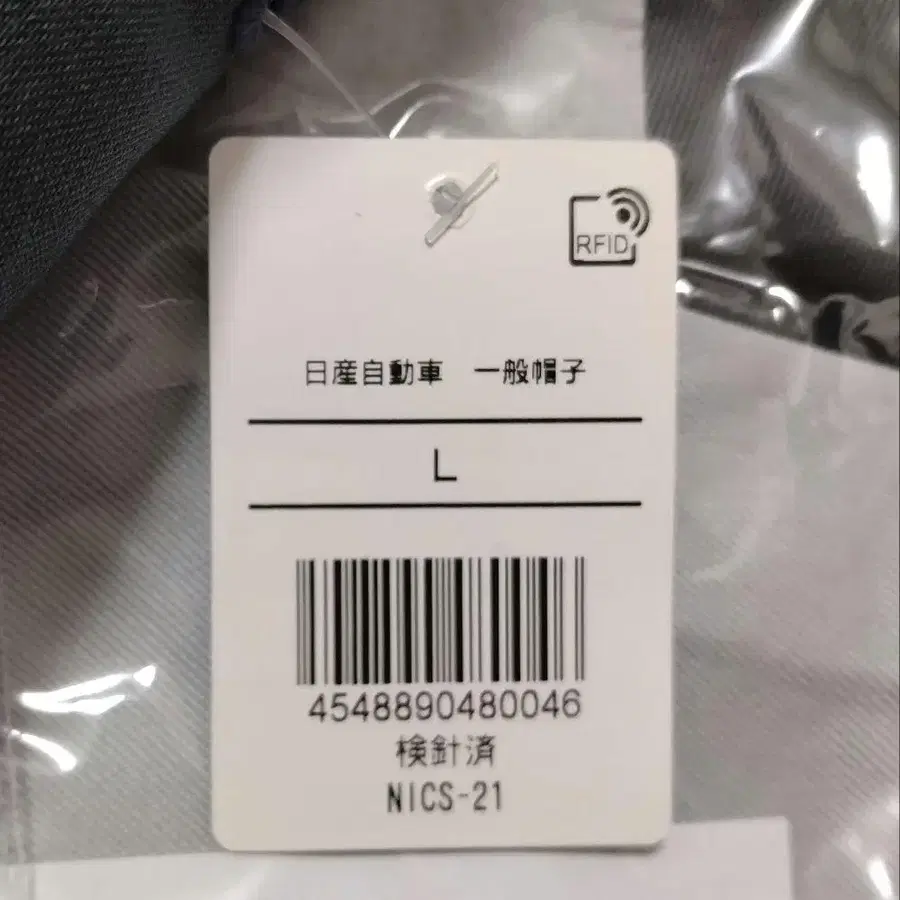 RFID
日産自動車　一般帽子
L
4548890480046
検針済
NICS-21